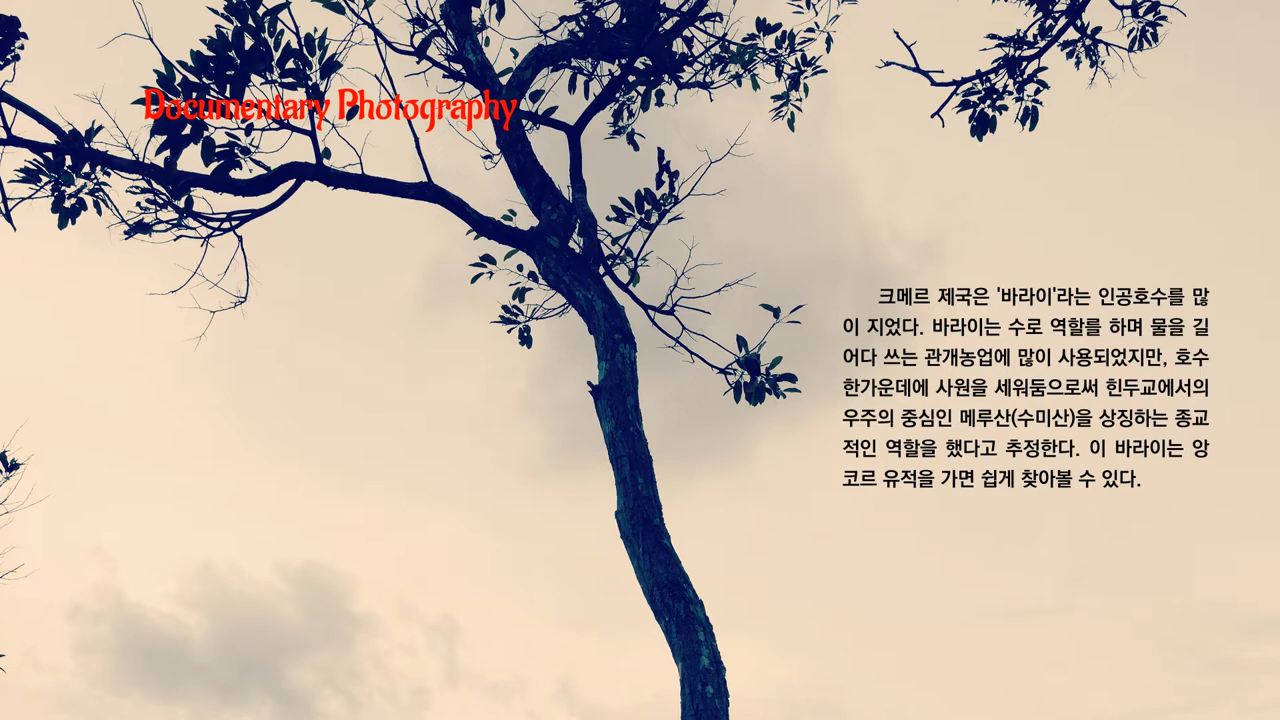 Documentary Photography
크메르 제국은 '바라이'라는 인공호수를 많
이 지었다. 바라이는 수로 역할를 하며 물을 길
어다 쓰는 관개농업에 많이 사용되었지만, 호수
한가운데에 사원을 세워둠으로써 힌두교에서의
우주의 중심인 메루산(수미산)을 상징하는 종교
적인 역할을 했다고 추정한다. 이 바라이는 앙
코르 유적을 가면 쉽게 찾아볼 수 있다.